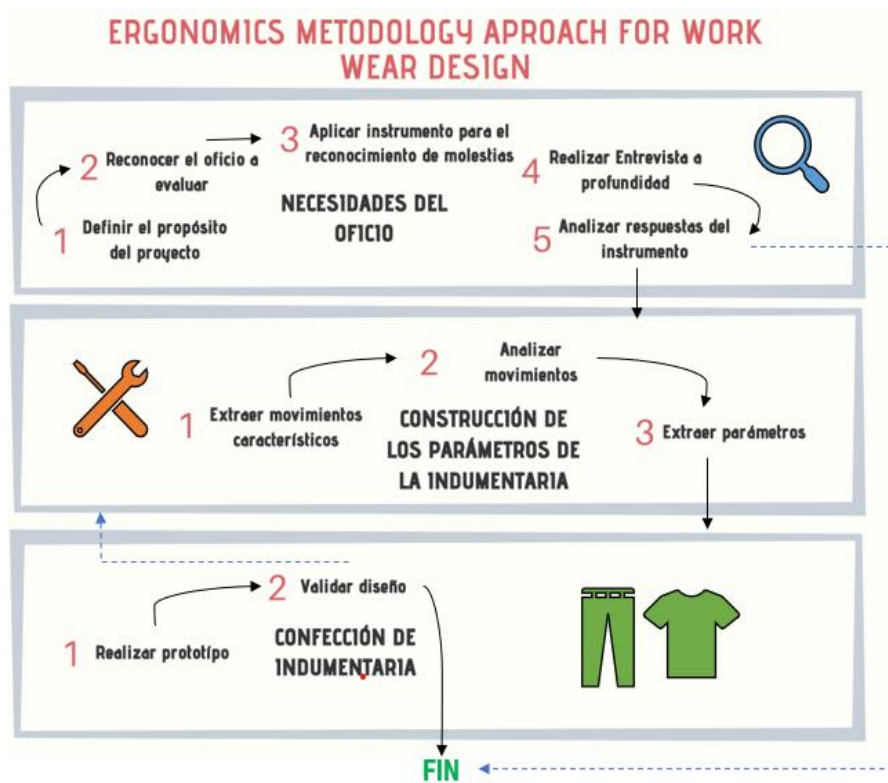 ERGONOMICS METODOLOGY APROACH FOR WORK
WEAR DESIGN
1 Definir el propósito
del proyecto
2 Reconocer el oficio a
evaluar
3 Aplicar instrumento para el
reconocimiento de molestias
4 Realizar Entrevista a
profundidad
5 Analizar respuestas del
instrumento
NECESIDADES DEL
OFICIO
1 Extraer movimientos
característicos
2 Analizar
movimientos
3 Extraer parámetros
CONSTRUCCIÓN DE
LOS PARÁMETROS DE
LA INDUMENTARIA
1 Realizar prototípo
2 Validar diseño
CONFECCIÓN DE
INDUMENTARIA
FIN